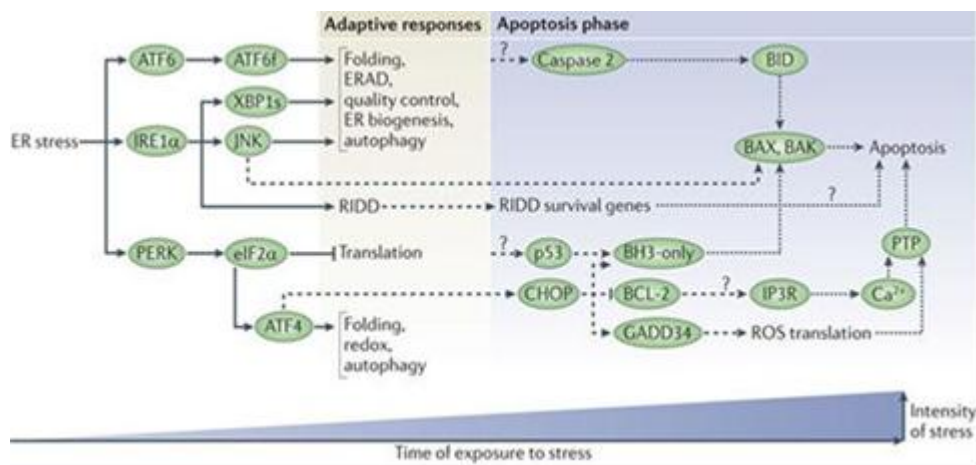 Adaptive responses
Apoptosis phase
ER stress
ATF6
ATF6f
XBP1s
IRE1α
JNK
Folding,
ERAD,
quality control,
ER biogenesis,
autophagy
?
Caspase 2
BID
BAX, BAK
Apoptosis
RIDD
RIDD survival genes
?
PERK
eIF2α
Translation
?
p53
BH3-only
PTP
CHOP
BCL-2
?
IP3R
Ca²⁺
ATF4
Folding,
redox,
autophagy
GADD34
ROS translation
Intensity
of stress
Time of exposure to stress